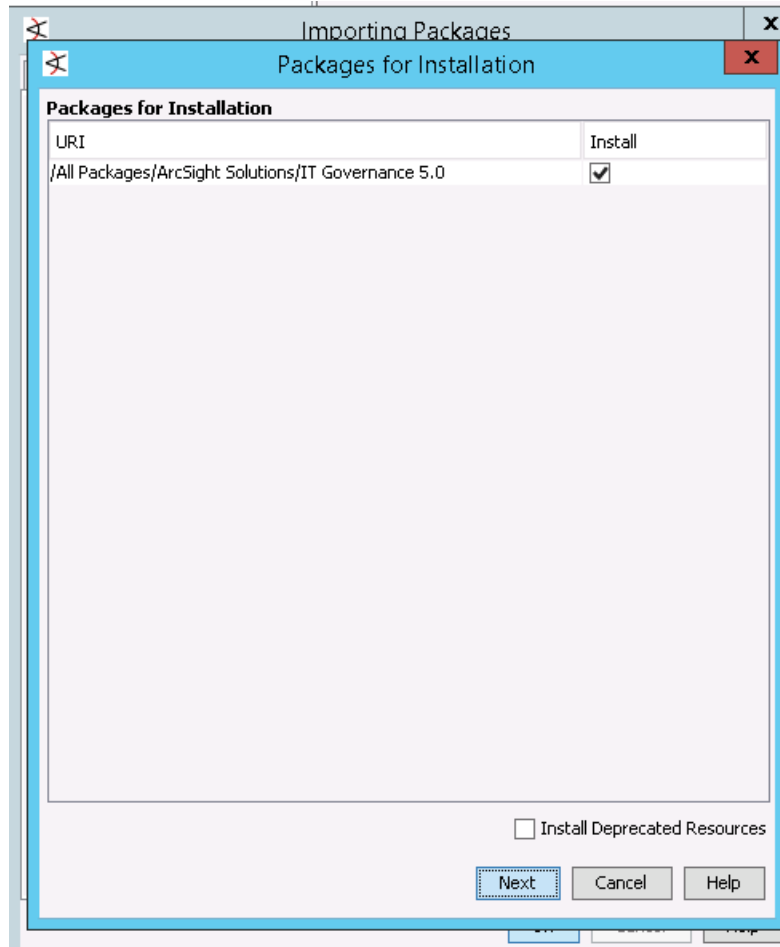 Importing Packages
x
Packages for Installation
x
Packages for Installation
URI Install
/All Packages/ArcSight Solutions/IT Governance 5.0
Install Deprecated Resources
Next Cancel Help